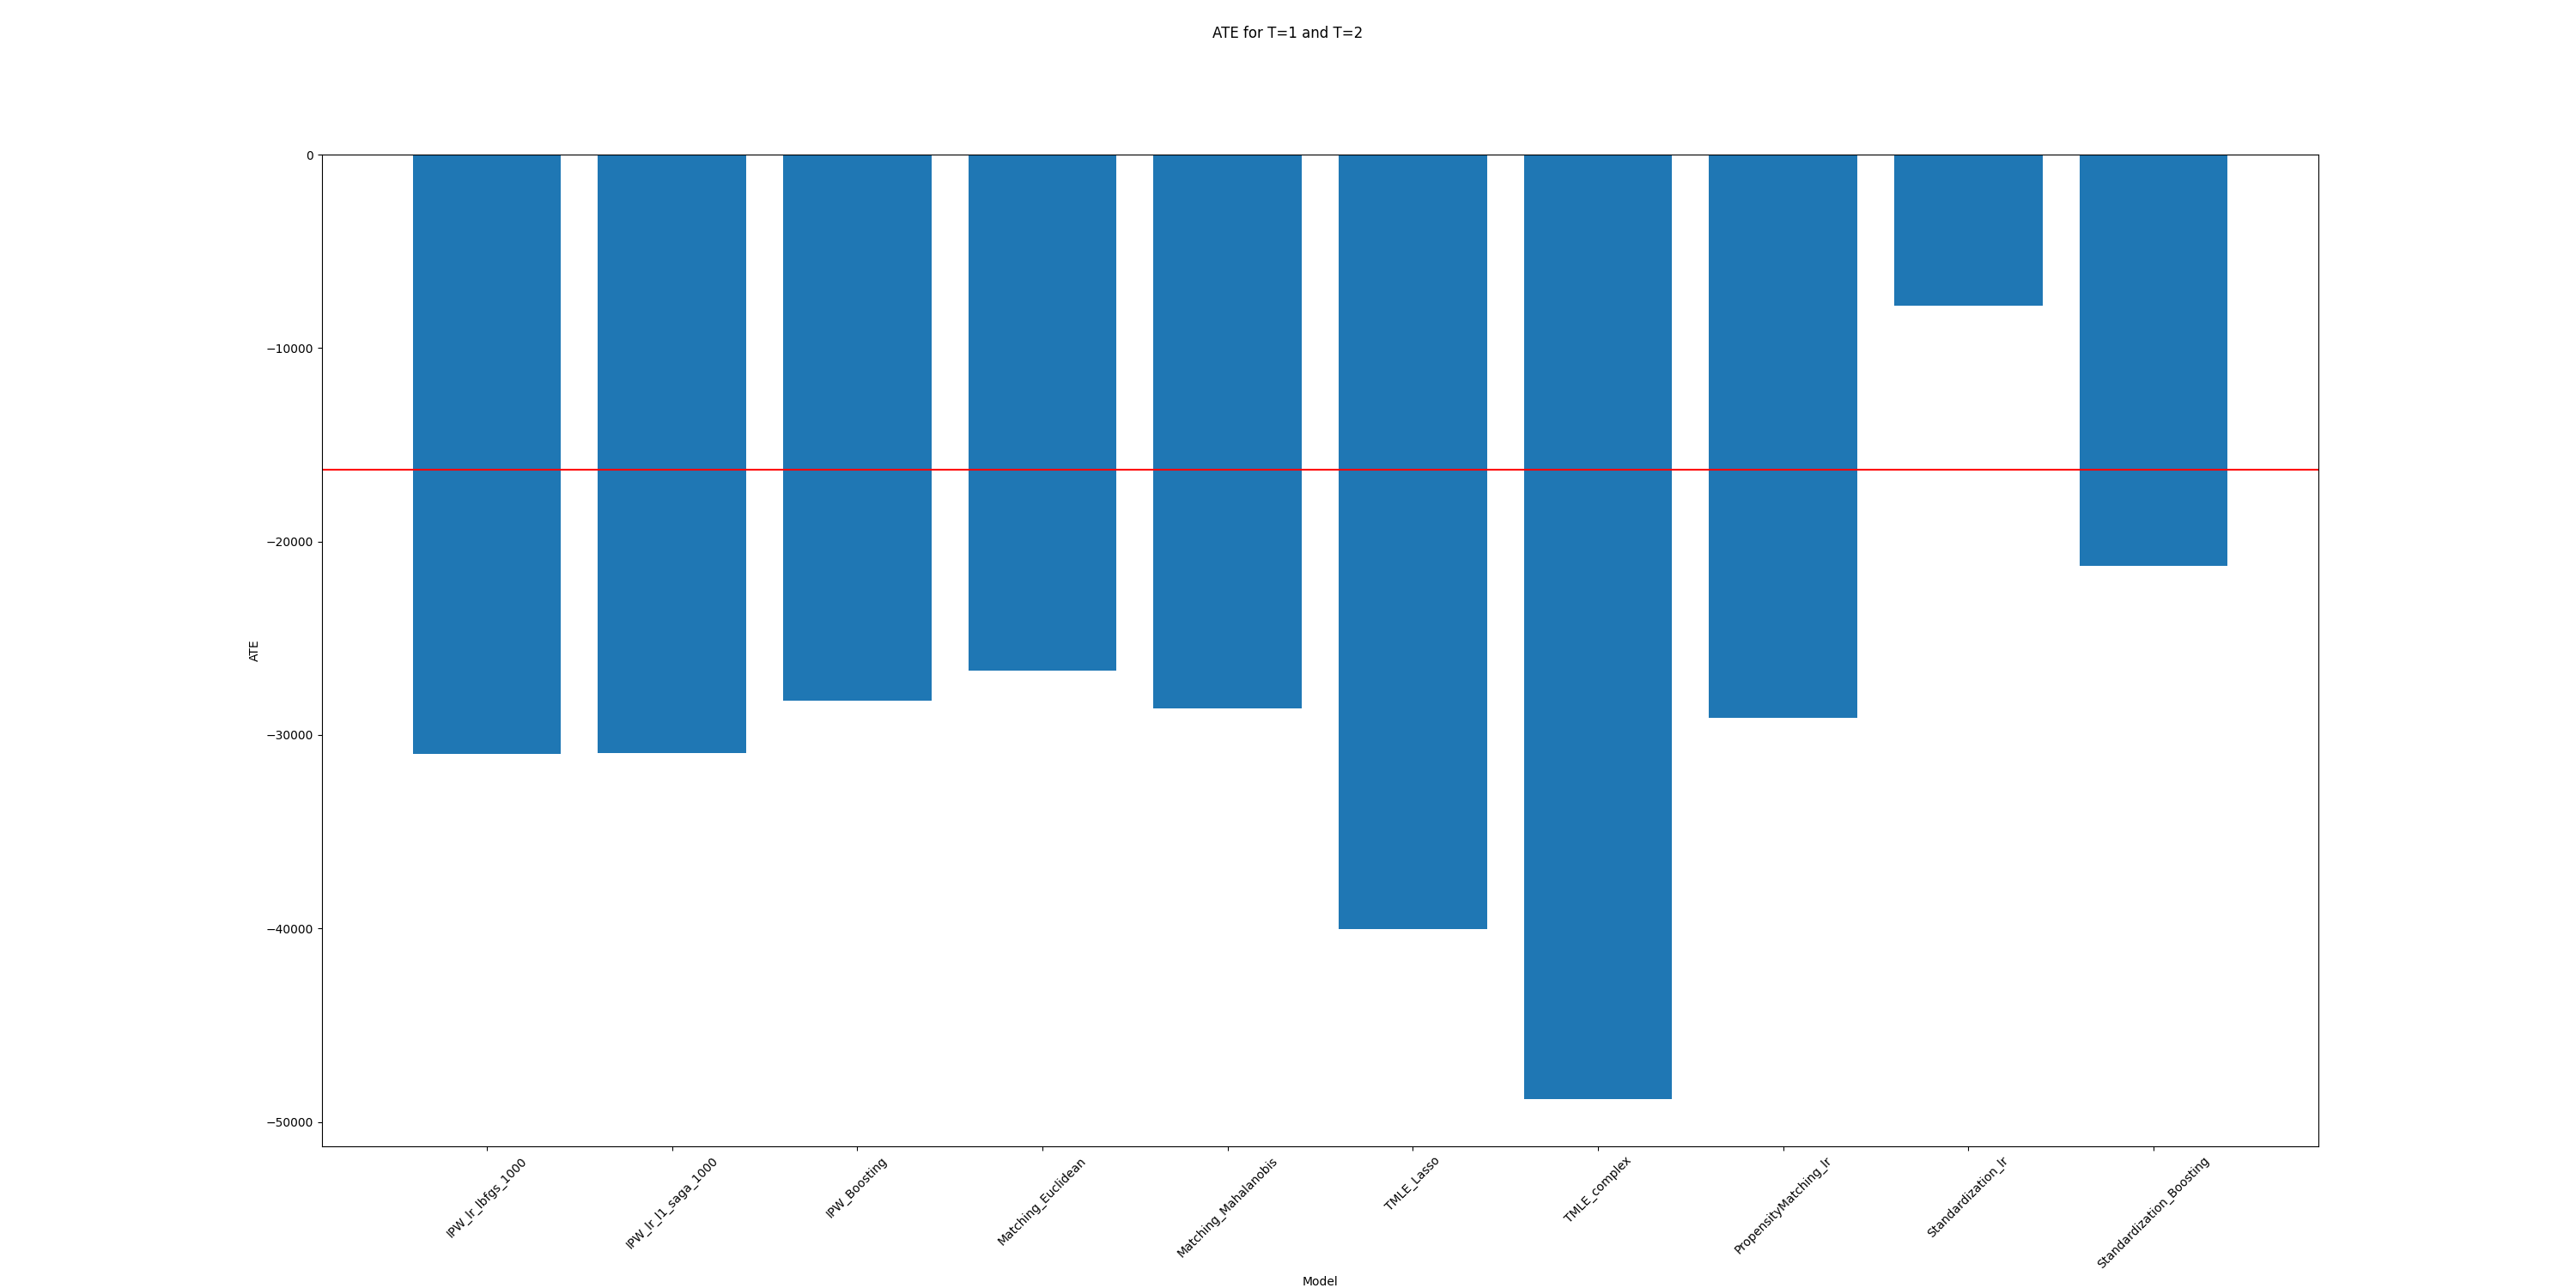 ATE for T=1 and T=2
0
−10000
−20000
−30000
−40000
−50000
ATE
IPW_lr_lbfgs_1000
IPW_lr_l1_saga_1000
IPW_Boosting
Matching_Euclidean
Matching_Mahalanobis
TMLE_Lasso
TMLE_complex
PropensityMatching_lr
Standardization_lr
Standardization_Boosting
Model